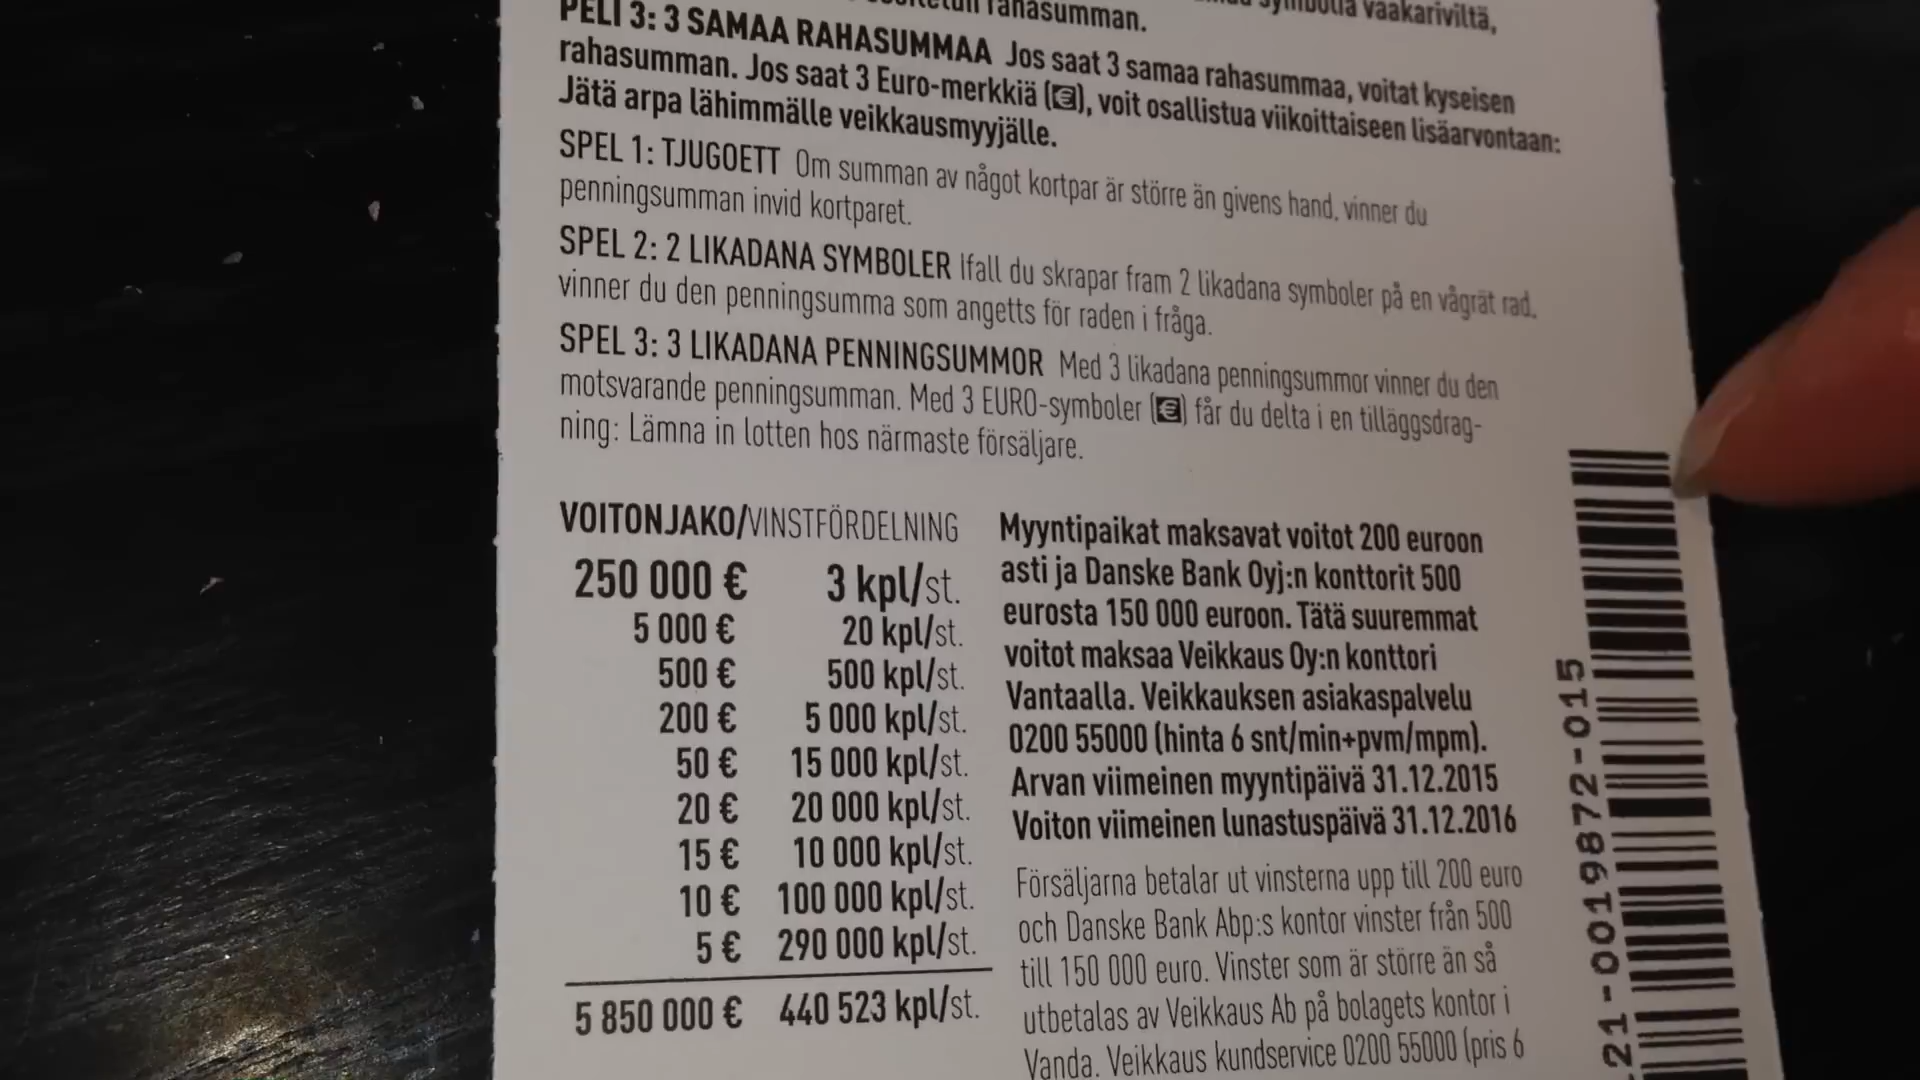 rahasumman.
symbolia vaakariviltä,
PELI 3: 3 SAMAA RAHASUMMAA Jos saat 3 samaa rahasummaa, voitat kyseisen
rahasumman. Jos saat 3 Euro-merkkiä (€), voit osallistua viikoittaiseen lisäarvontaan:
Jätä arpa lähimmälle veikkausmyyjälle.
SPEL 1: TJUGOETT Om summan av något kortpar är större än givens hand, vinner du
penningsumman invid kortparet.
SPEL 2: 2 LIKADANA SYMBOLER Ifall du skrapar fram 2 likadana symboler på en vågrät rad,
vinner du den penningsumma som angetts för raden i fråga.
SPEL 3: 3 LIKADANA PENNINGSUMMOR Med 3 likadana penningsummor vinner du den
motsvarande penningsumman. Med 3 EURO-symboler (€) får du delta i en tilläggsdrag-
ning: Lämna in lotten hos närmaste försäljare.
VOITONJAKO/VINSTFÖRDELNING
250 000 € 3 kpl/st.
5 000 € 20 kpl/st.
500 € 500 kpl/st.
200 € 5 000 kpl/st.
50 € 15 000 kpl/st.
20 € 20 000 kpl/st.
15 € 10 000 kpl/st.
10 € 100 000 kpl/st.
5 € 290 000 kpl/st.
5 850 000 € 440 523 kpl/st.
Myyntipaikat maksavat voitot 200 euroon
asti ja Danske Bank Oyj:n konttorit 500
eurosta 150 000 euroon. Tätä suuremmat
voitot maksaa Veikkaus Oy:n konttori
Vantaalla. Veikkauksen asiakaspalvelu
0200 55000 (hinta 6 snt/min+pvm/mpm).
Arvan viimeinen myyntipäivä 31.12.2015
Voiton viimeinen lunastuspäivä 31.12.2016
Försäljarna betalar ut vinsterna upp till 200 euro
och Danske Bank Abp:s kontor vinster från 500
till 150 000 euro. Vinster som är större än så
utbetalas av Veikkaus Ab på bolagets kontor i
Vanda. Veikkaus kundservice 0200 55000 (pris 6
21-0019872-015